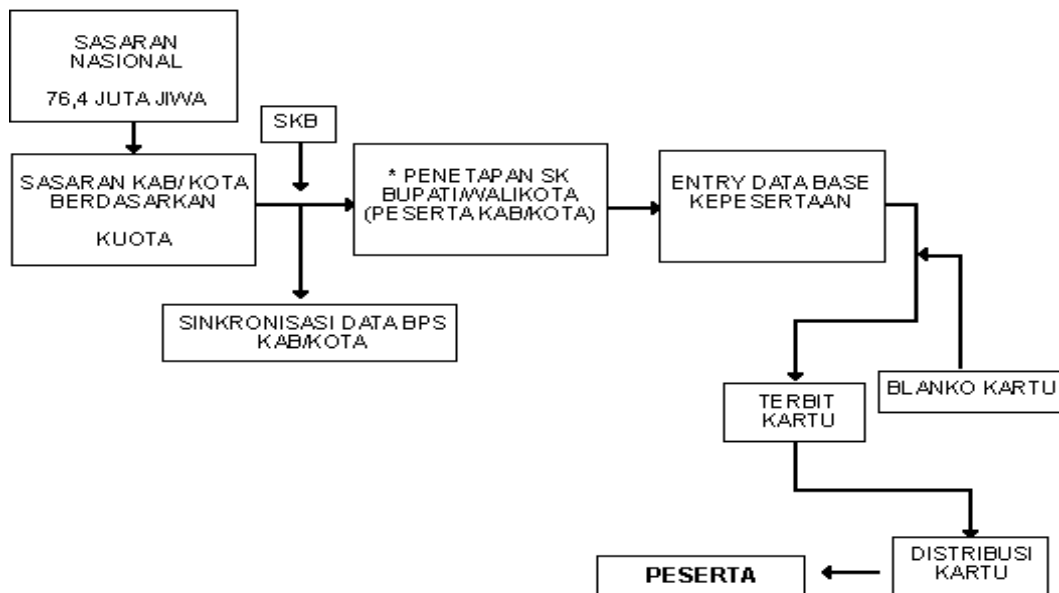 SASARAN
NASIONAL
76,4 JUTA JIWA
SKB
SASARAN KAB/KOTA
BERDASARKAN
KUOTA
* PENETAPAN SK
BUPATI/WALIKOTA
(PESERTA KAB/KOTA)
ENTRY DATA BASE
KEPESERTAAN
SINKRONISASI DATA BPS
KAB/KOTA
BLANKO KARTU
TERBIT
KARTU
DISTRIBUSI
KARTU
PESERTA